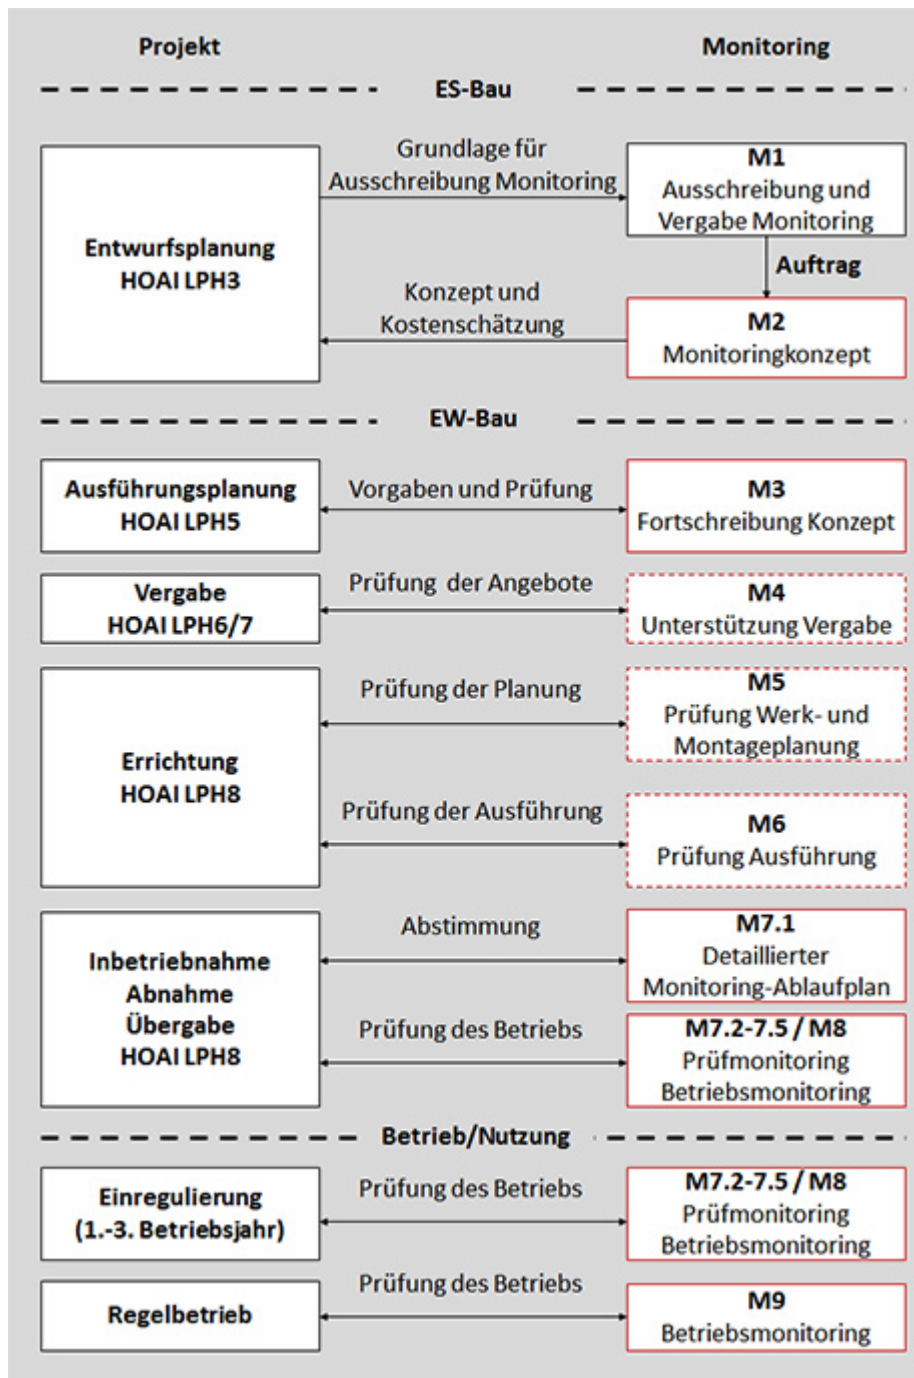 Projekt
Monitoring
ES-Bau
Entwurfsplanung
HOAI LPH3
Grundlage für
Ausschreibung Monitoring
M1
Ausschreibung und
Vergabe Monitoring
Auftrag
Konzept und
Kostenschätzung
M2
Monitoringkonzept
EW-Bau
Ausführungsplanung
HOAI LPH5
Vorgaben und Prüfung
M3
Fortschreibung Konzept
Vergabe
HOAI LPH6/7
Prüfung der Angebote
M4
Unterstützung Vergabe
Errichtung
HOAI LPH8
Prüfung der Planung
M5
Prüfung Werk- und
Montageplanung
Prüfung der Ausführung
M6
Prüfung Ausführung
Inbetriebnahme
Abnahme
Übergabe
HOAI LPH8
Abstimmung
M7.1
Detaillierter
Monitoring-Ablaufplan
Prüfung des Betriebs
M7.2-7.5 / M8
Prüfmonitoring
Betriebsmonitoring
Betrieb/Nutzung
Einregulierung
(1.-3. Betriebsjahr)
Prüfung des Betriebs
M7.2-7.5 / M8
Prüfmonitoring
Betriebsmonitoring
Regelbetrieb
Prüfung des Betriebs
M9
Betriebsmonitoring